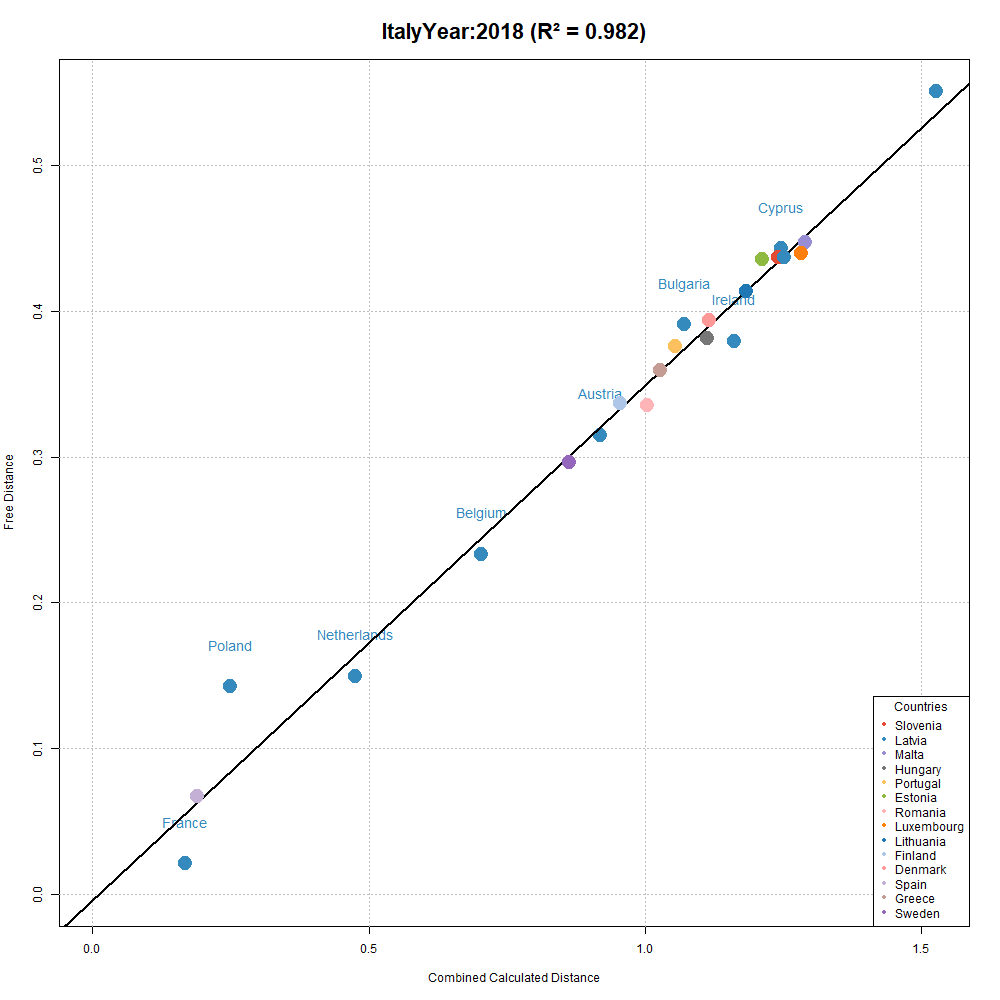 ItalyYear:2018 (R² = 0.982)
Free Distance
0.5
0.4
0.3
0.2
0.1
0.0
Cyprus
Bulgaria
Ireland
Austria
Belgium
Netherlands
Poland
France
Countries
Slovenia
Latvia
Malta
Hungary
Portugal
Estonia
Romania
Luxembourg
Lithuania
Finland
Denmark
Spain
Greece
Sweden
0.0 0.5 1.0 1.5
Combined Calculated Distance